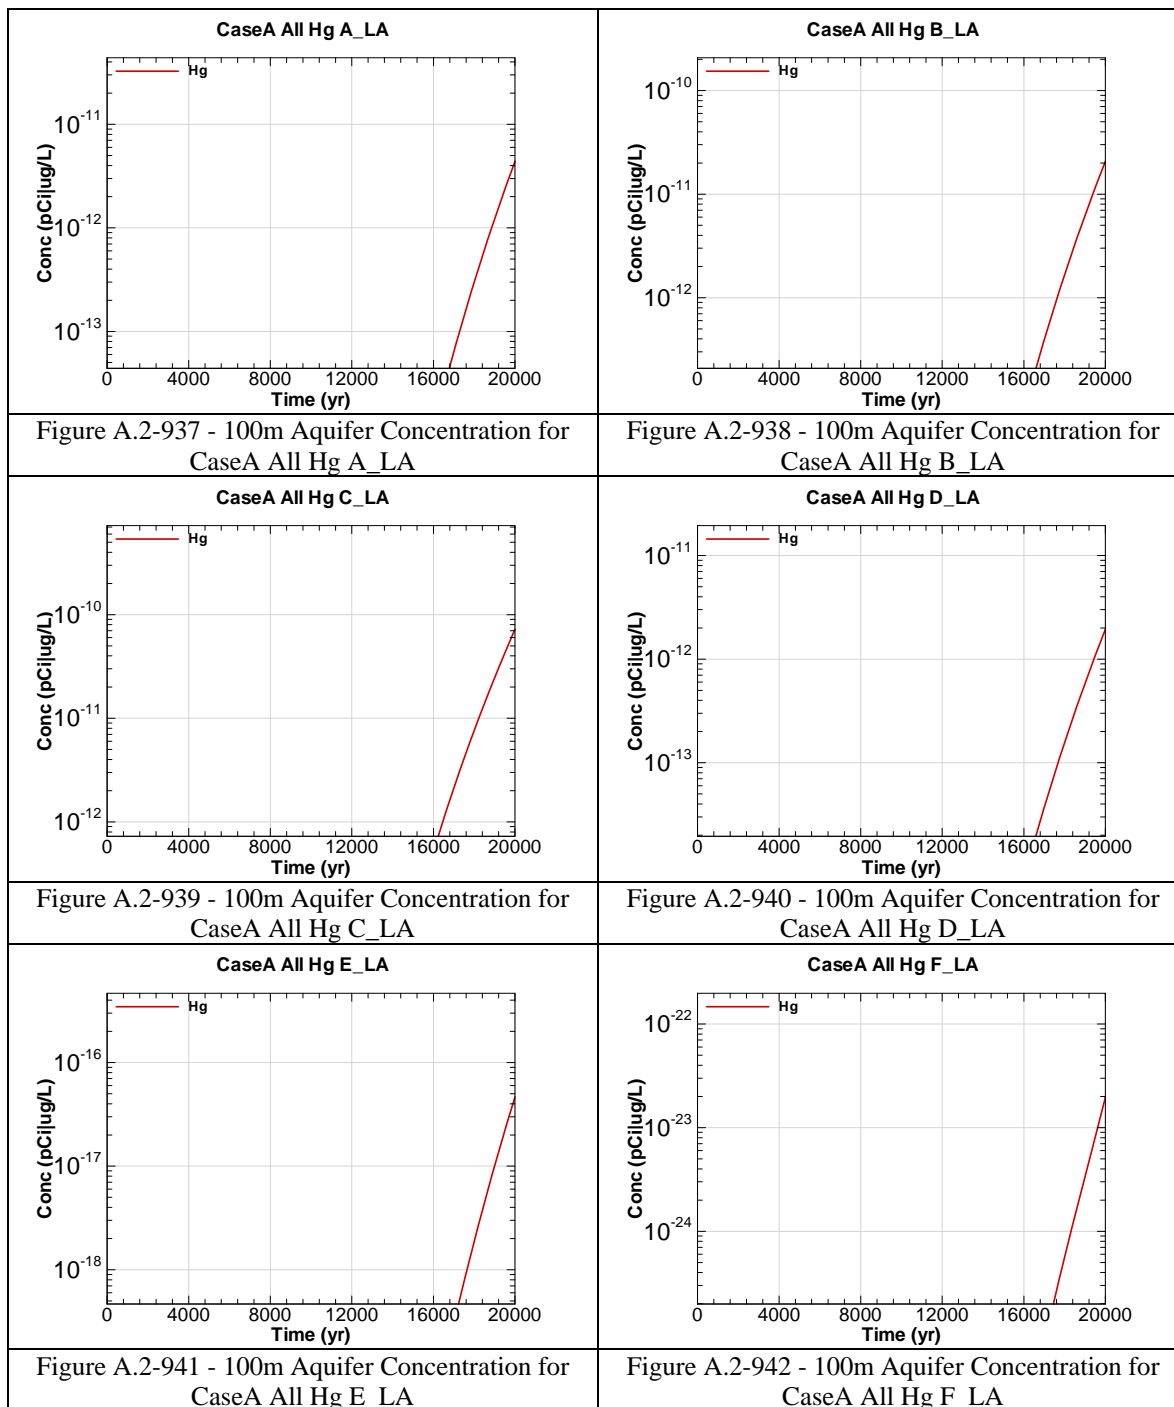 CaseA All Hg A_LA
Hg
Conc (pCi|ug/L)
10-11
10-12
10-13
0 4000 8000 12000 16000 20000
Time (yr)
Figure A.2-937 - 100m Aquifer Concentration for
CaseA All Hg A_LA
CaseA All Hg B_LA
Hg
Conc (pCi|ug/L)
10-10
10-11
10-12
0 4000 8000 12000 16000 20000
Time (yr)
Figure A.2-938 - 100m Aquifer Concentration for
CaseA All Hg B_LA
CaseA All Hg C_LA
Hg
Conc (pCi|ug/L)
10-10
10-11
10-12
0 4000 8000 12000 16000 20000
Time (yr)
Figure A.2-939 - 100m Aquifer Concentration for
CaseA All Hg C_LA
CaseA All Hg D_LA
Hg
Conc (pCi|ug/L)
10-11
10-12
10-13
0 4000 8000 12000 16000 20000
Time (yr)
Figure A.2-940 - 100m Aquifer Concentration for
CaseA All Hg D_LA
CaseA All Hg E_LA
Hg
Conc (pCi|ug/L)
10-16
10-17
10-18
0 4000 8000 12000 16000 20000
Time (yr)
Figure A.2-941 - 100m Aquifer Concentration for
CaseA All Hg E_LA
CaseA All Hg F_LA
Hg
Conc (pCi|ug/L)
10-22
10-23
10-24
0 4000 8000 12000 16000 20000
Time (yr)
Figure A.2-942 - 100m Aquifer Concentration for
CaseA All Hg F_LA